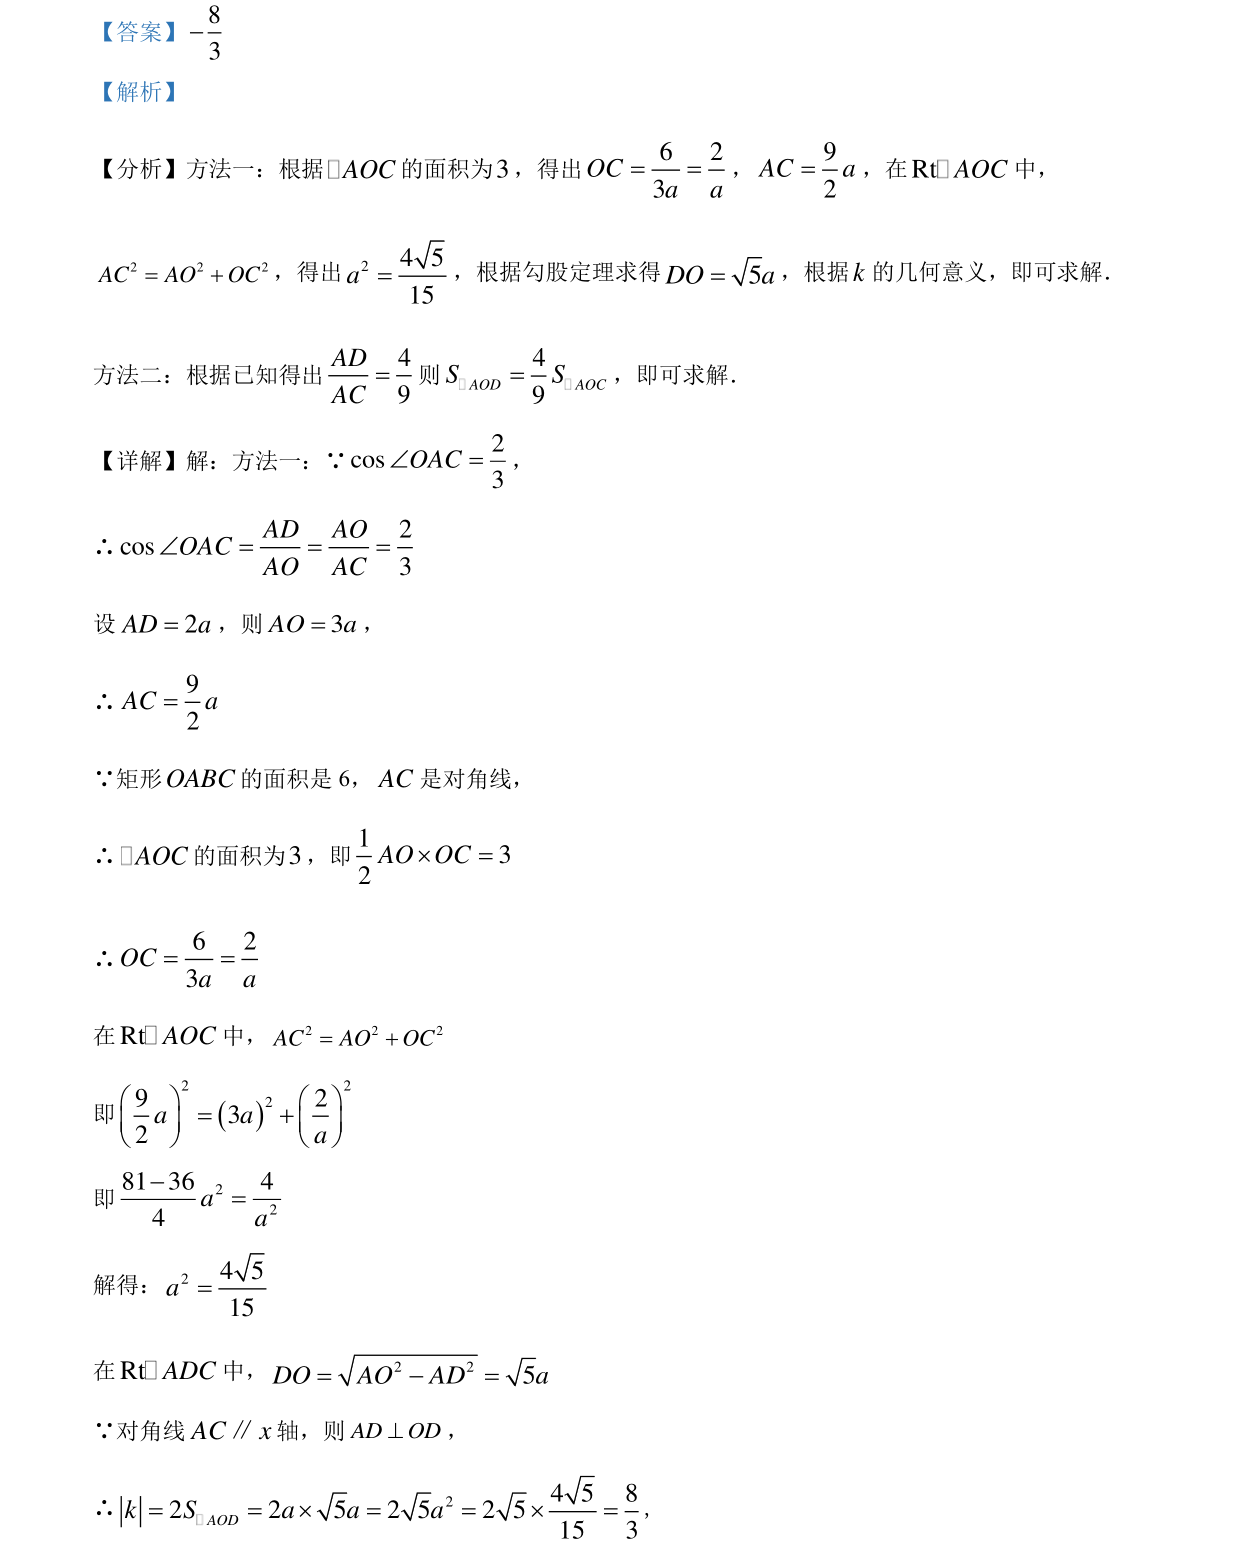 【答案】$-\frac{8}{3}$
【解析】
【分析】方法一：根据□AOC的面积为3，得出$OC=\frac{6}{3a}=\frac{2}{a}$，$AC=\frac{9}{2}a$，在Rt□AOC中，
$AC^2=AO^2+OC^2$，得出$a^2=\frac{4\sqrt{5}}{15}$，根据勾股定理求得$DO=\sqrt{5}a$，根据k的几何意义，即可求解．
方法二：根据已知得出$\frac{AD}{AC}=\frac{4}{9}$则$S_{□AOD}=\frac{4}{9}S_{□AOC}$，即可求解．
【详解】解：方法一：∵$\cos∠OAC=\frac{2}{3}$，
∴$\cos∠OAC=\frac{AD}{AO}=\frac{AO}{AC}=\frac{2}{3}$
设$AD=2a$，则$AO=3a$，
∴$AC=\frac{9}{2}a$
∵矩形OABC的面积是6，AC是对角线，
∴□AOC的面积为3，即$\frac{1}{2}AO×OC=3$
∴$OC=\frac{6}{3a}=\frac{2}{a}$
在Rt□AOC中，$AC^2=AO^2+OC^2$
即$\left(\frac{9}{2}a\right)^2=(3a)^2+\left(\frac{2}{a}\right)^2$
即$\frac{81-36}{4}a^2=\frac{4}{a^2}$
解得：$a^2=\frac{4\sqrt{5}}{15}$
在Rt□ADC中，$DO=\sqrt{AO^2-AD^2}=\sqrt{5}a$
∵对角线AC∥x轴，则AD⊥OD，
∴$|k|=2S_{□AOD}=2a×\sqrt{5}a=2\sqrt{5}a^2=2\sqrt{5}×\frac{4\sqrt{5}}{15}=\frac{8}{3}$，